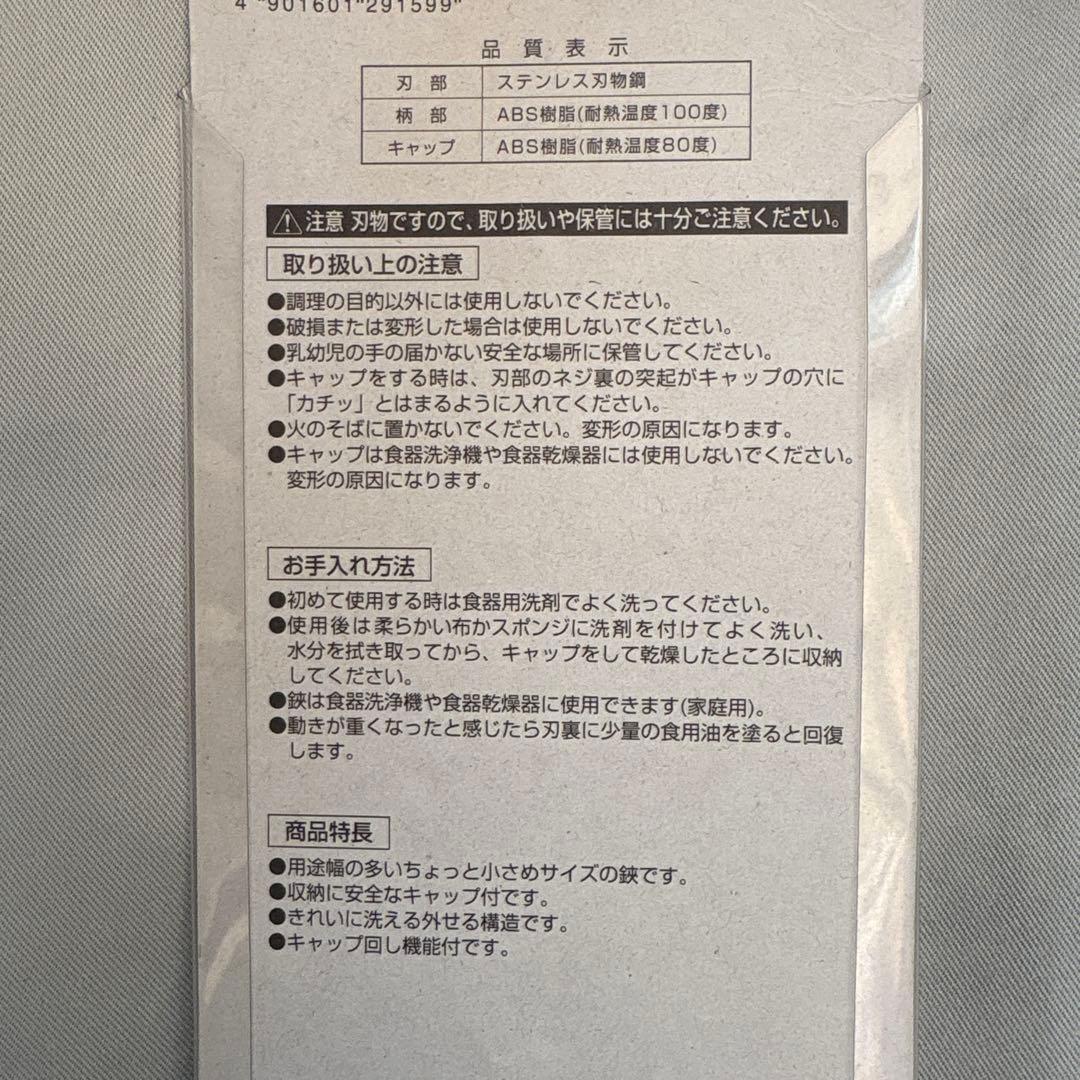 4 "901601"291599"
品 質 表 示
刃 部 ステンレス刃物鋼
柄 部 ABS樹脂(耐熱温度100度)
キャップ ABS樹脂(耐熱温度80度)
注意 刃物ですので、取り扱いや保管には十分ご注意ください。
取り扱い上の注意
●調理の目的以外には使用しないでください。
●破損または変形した場合は使用しないでください。
●乳幼児の手の届かない安全な場所に保管してください。
●キャップをする時は、刃部のネジ裏の突起がキャップの穴に
「カチッ」とはまるように入れてください。
●火のそばに置かないでください。変形の原因になります。
●キャップは食器洗浄機や食器乾燥器には使用しないでください。
変形の原因になります。
お手入れ方法
●初めて使用する時は食器用洗剤でよく洗ってください。
●使用後は柔らかい布かスポンジに洗剤を付けてよく洗い、
水分を拭き取ってから、キャップをして乾燥したところに収納
してください。
●鋏は食器洗浄機や食器乾燥器に使用できます(家庭用)。
●動きが重くなったと感じたら刃裏に少量の食用油を塗ると回復
します。
商品特長
●用途幅の多いちょっと小さめサイズの鋏です。
●収納に安全なキャップ付です。
●きれいに洗える外せる構造です。
●キャップ回し機能付です。